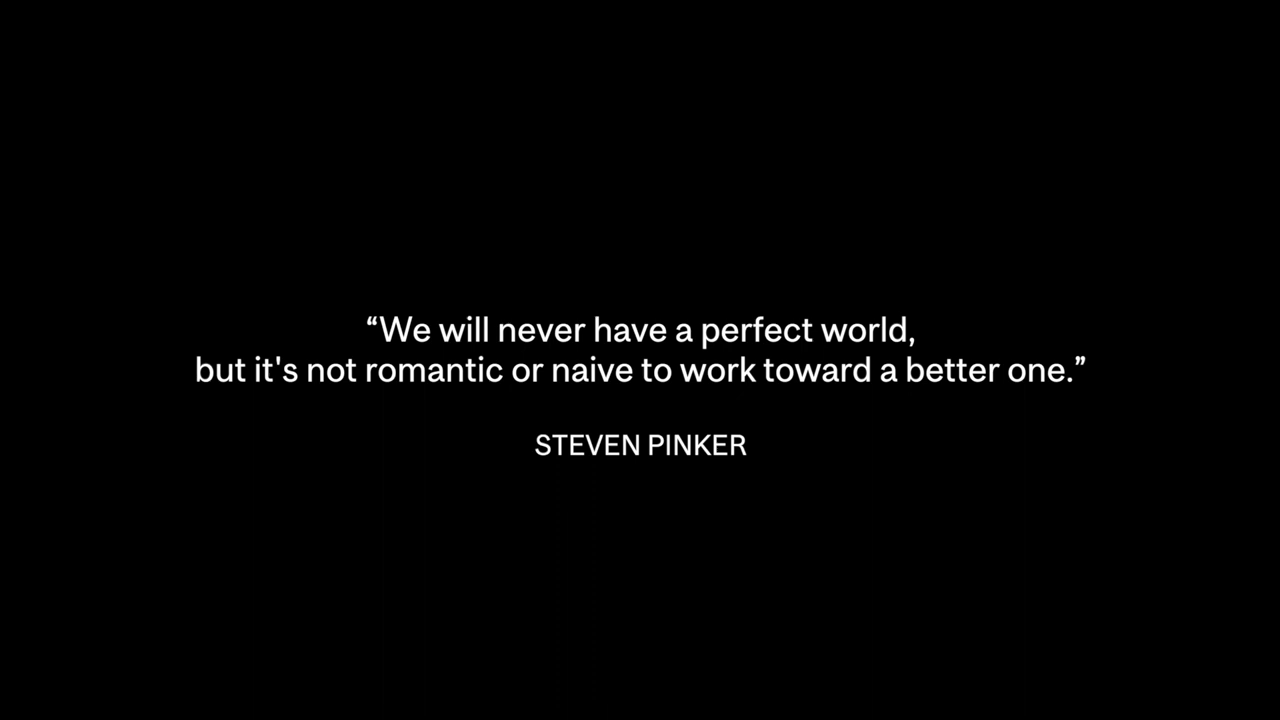 “We will never have a perfect world,
but it's not romantic or naive to work toward a better one.”
STEVEN PINKER